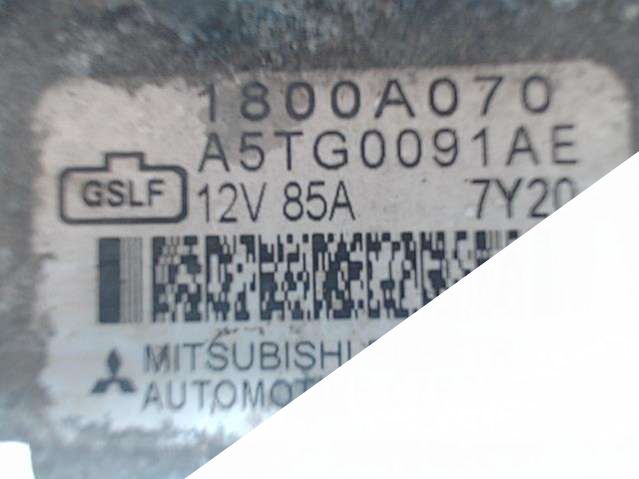 1800A070
A5TG0091AE
GSLF 12V 85A 7Y20
MITSUBISHI